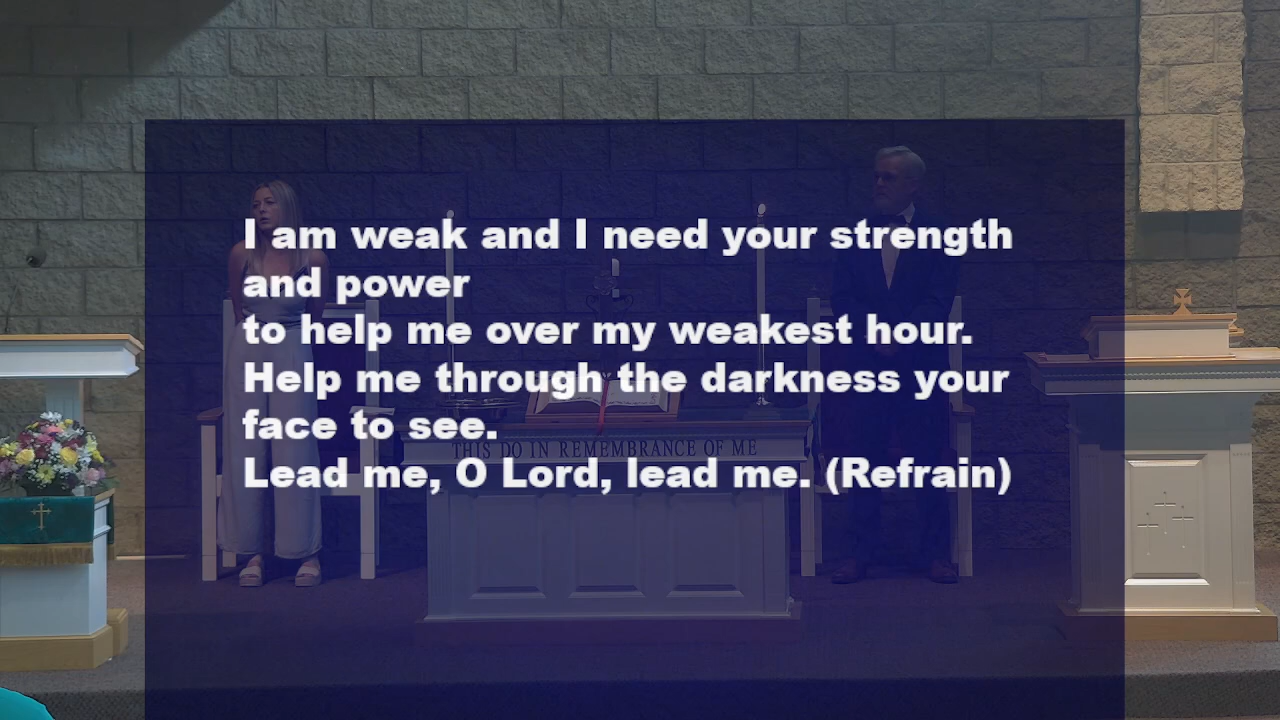 I am weak and I need your strength
and power
to help me over my weakest hour.
Help me through the darkness your
face to see.
THIS DO IN REMEMBRANCE OF ME
Lead me, O Lord, lead me. (Refrain)